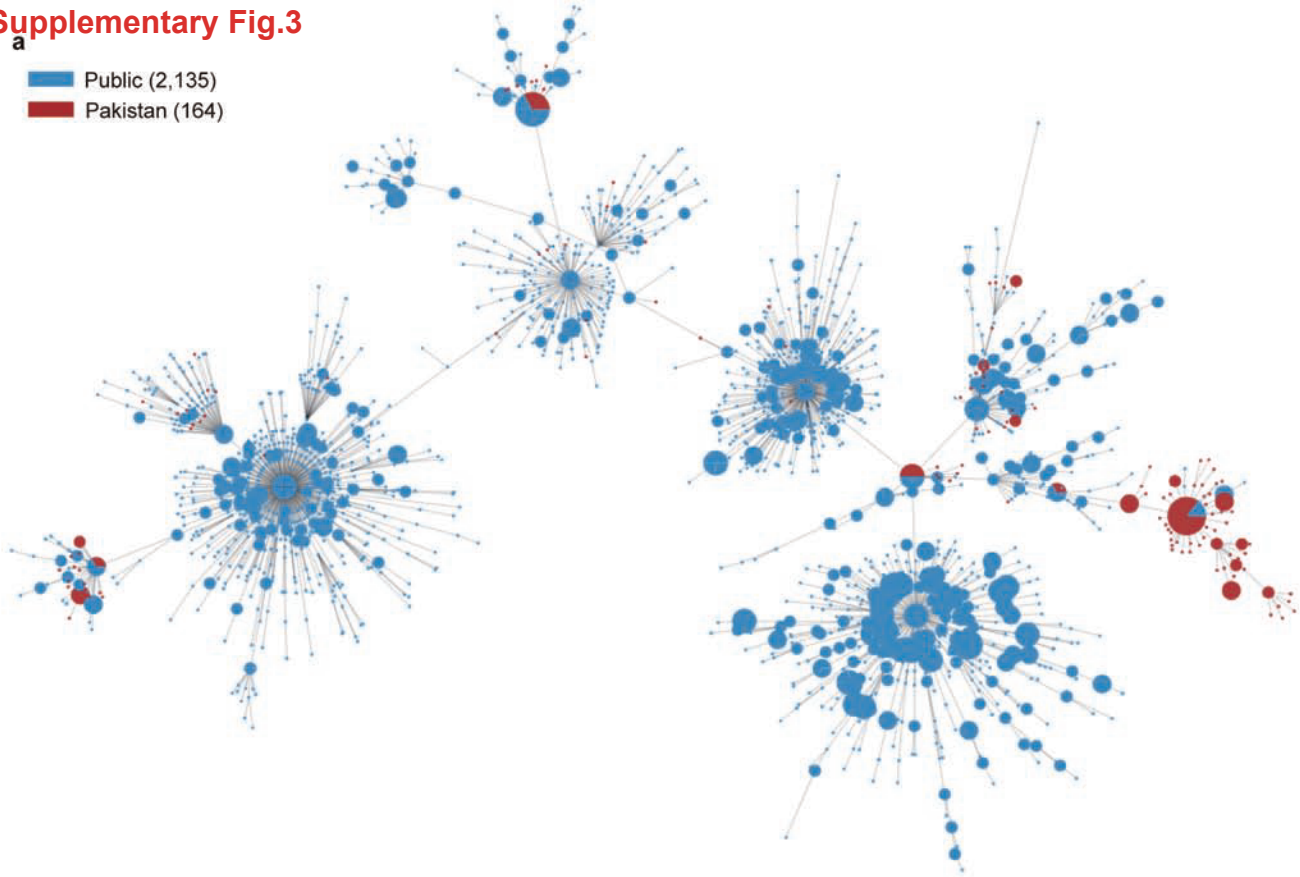 Supplementary Fig.3
a
Public (2,135)
Pakistan (164)